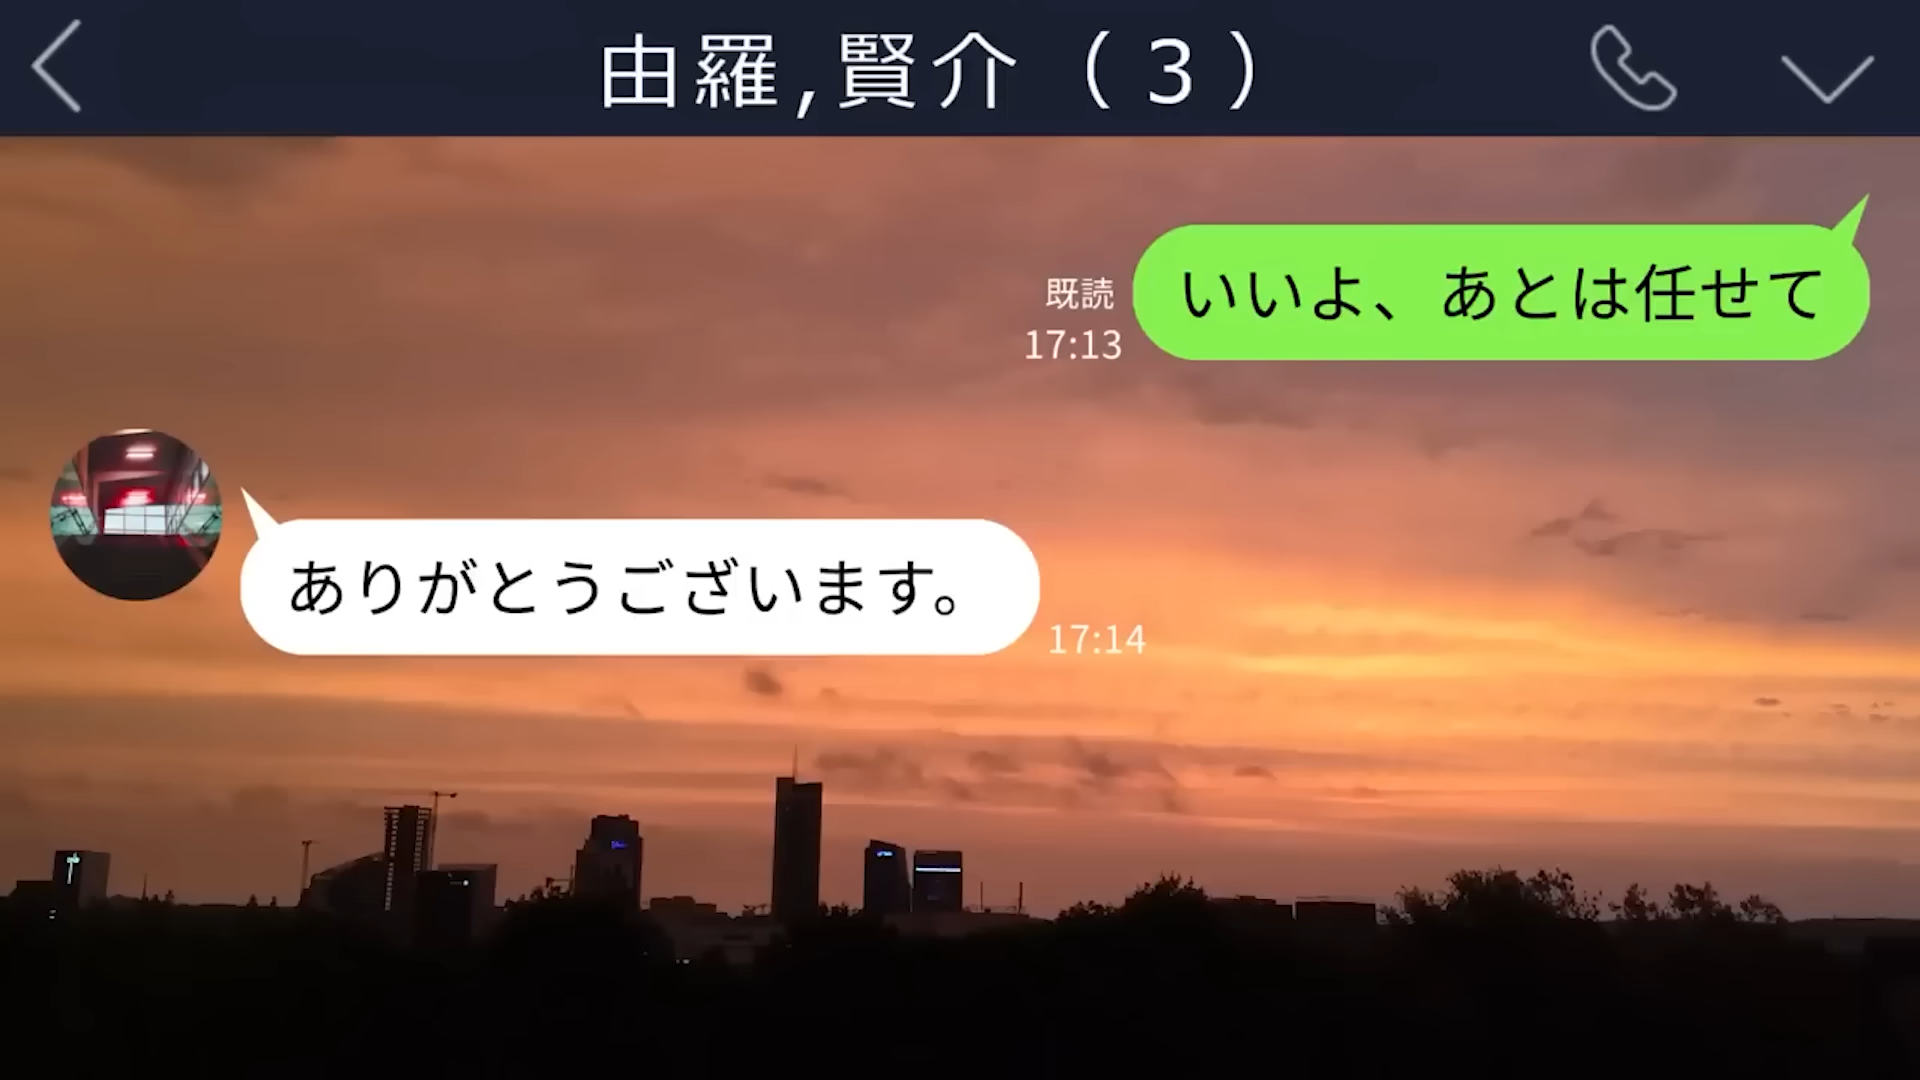 由羅,賢介（3）
いいよ、あとは任せて
既読
17:13
ありがとうございます。
17:14